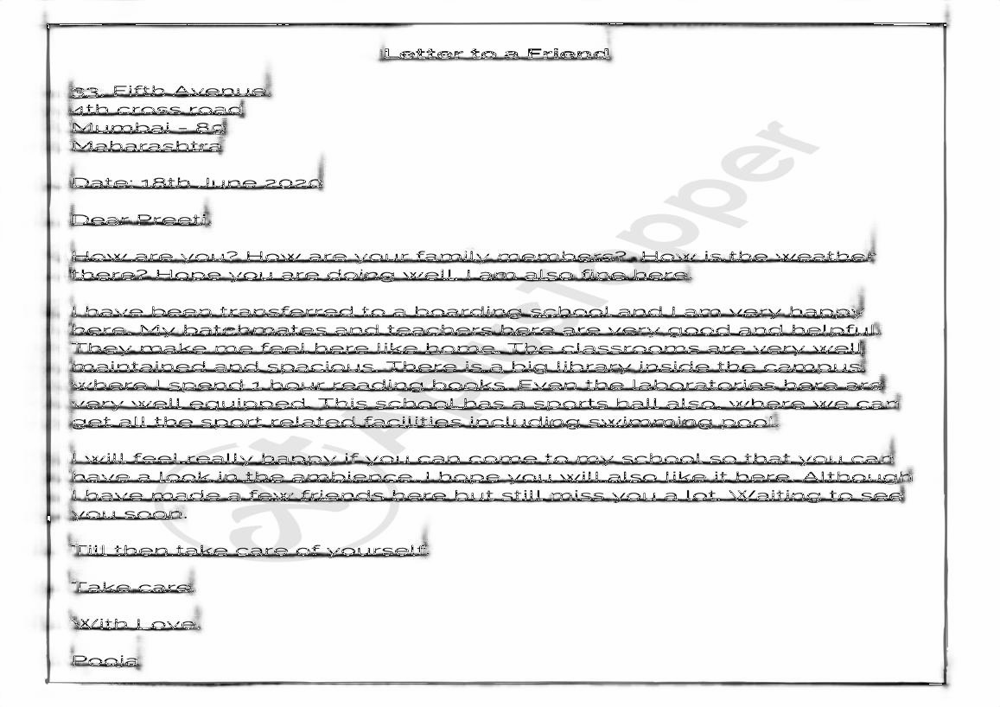 Letter to a Friend
33, Fifth Avenue,
4th cross road
Mumbai - 89
Maharashtra
Date: 18th June 2020
Dear Preeti,
How are you? How are your family members? How is the weather
there? Hope you are doing well. I am also fine here.
I have been transferred to a boarding school and I am very happy
here. My batchmates and teachers here are very good and helpful.
They make me feel here like home. The classrooms are very well
maintained and spacious. There is a big library inside the campus
where I spend 1 hour reading books. Even the laboratories here are
very well equipped. This school has a sports hall also, where we can
get all the sport related facilities including swimming pool.
I will feel really happy if you can come to my school so that you can
have a look in the ambience. I hope you will also like it here. Although
I have made a few friends here but still miss you a lot. Waiting to see
you soon.
Till then take care of yourself.
Take care,
With Love,
Pooja